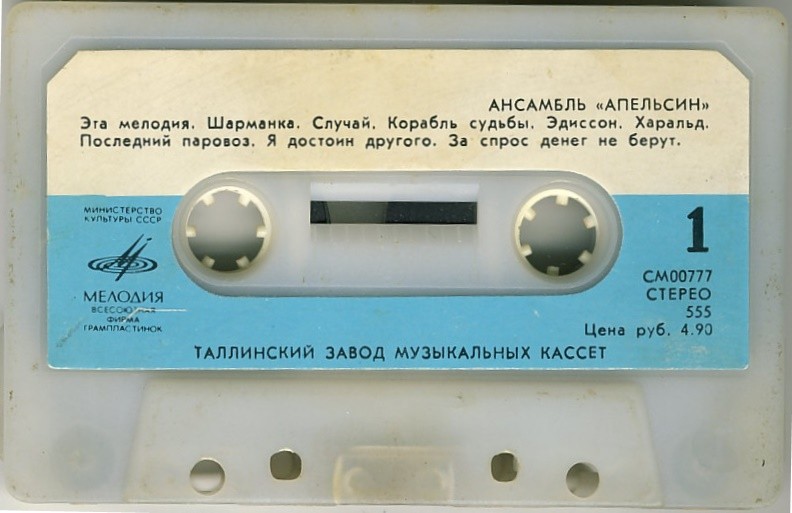 АНСАМБЛЬ «АПЕЛЬСИН»
Эта мелодия. Шарманка. Случай. Корабль судьбы. Эдиссон. Харальд.
Последний паровоз. Я достоин другого. За спрос денег не берут.
МИНИСТЕРСТВО
КУЛЬТУРЫ СССР
1
МЕЛОДИЯ
ВСЕСОЮЗНАЯ
ФИРМА
ГРАМПЛАСТИНОК
СМ00777
СТЕРЕО
555
Цена руб. 4.90
ТАЛЛИНСКИЙ ЗАВОД МУЗЫКАЛЬНЫХ КАССЕТ